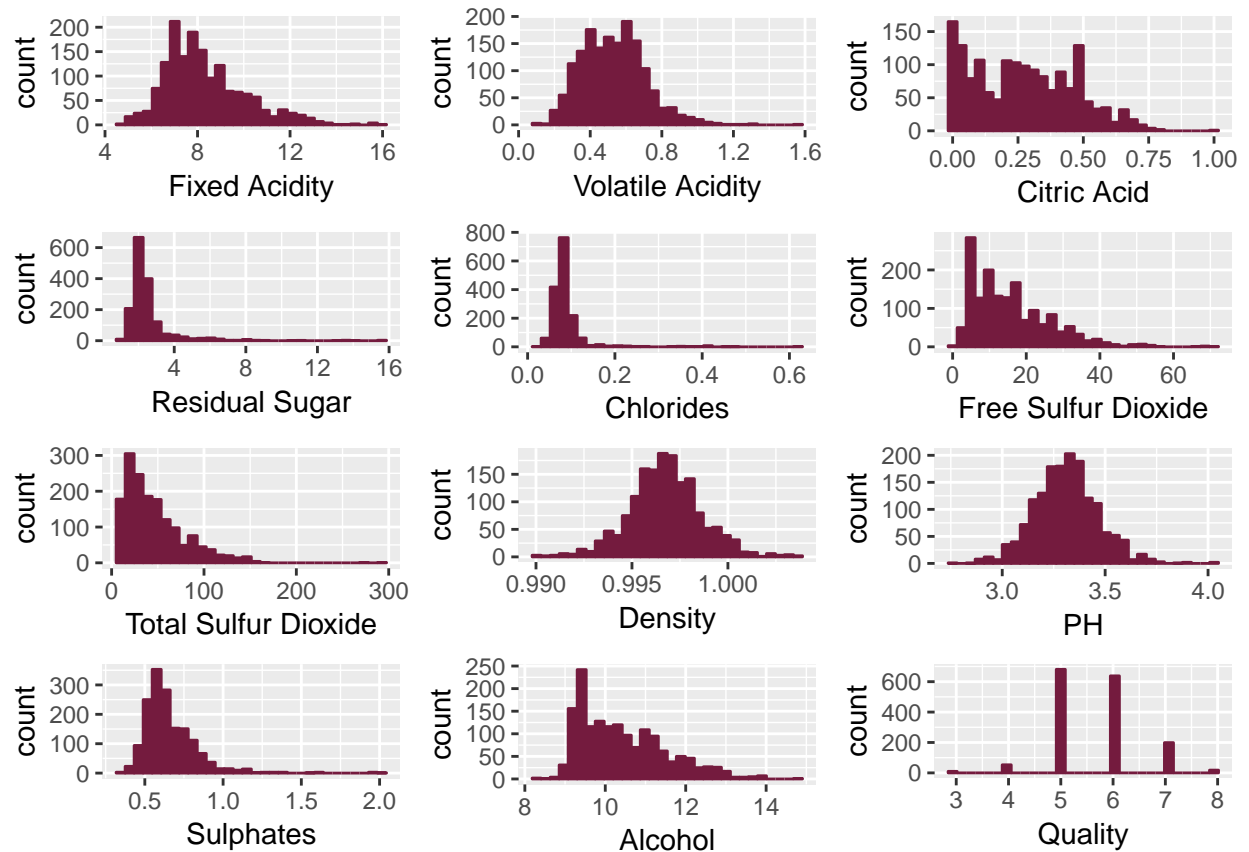 count
200
150
100
50
0
4 8 12 16
Fixed Acidity
count
200
150
100
50
0
0.0 0.4 0.8 1.2 1.6
Volatile Acidity
count
150
100
50
0
0.00 0.25 0.50 0.75 1.00
Citric Acid
count
600
400
200
0
4 8 12 16
Residual Sugar
count
800
600
400
200
0
0.0 0.2 0.4 0.6
Chlorides
count
200
100
0
0 20 40 60
Free Sulfur Dioxide
count
300
200
100
0
0 100 200 300
Total Sulfur Dioxide
count
150
100
50
0
0.990 0.995 1.000
Density
count
200
150
100
50
0
3.0 3.5 4.0
PH
count
300
200
100
0
0.5 1.0 1.5 2.0
Sulphates
count
250
200
150
100
50
0
8 10 12 14
Alcohol
count
600
400
200
0
3 4 5 6 7 8
Quality